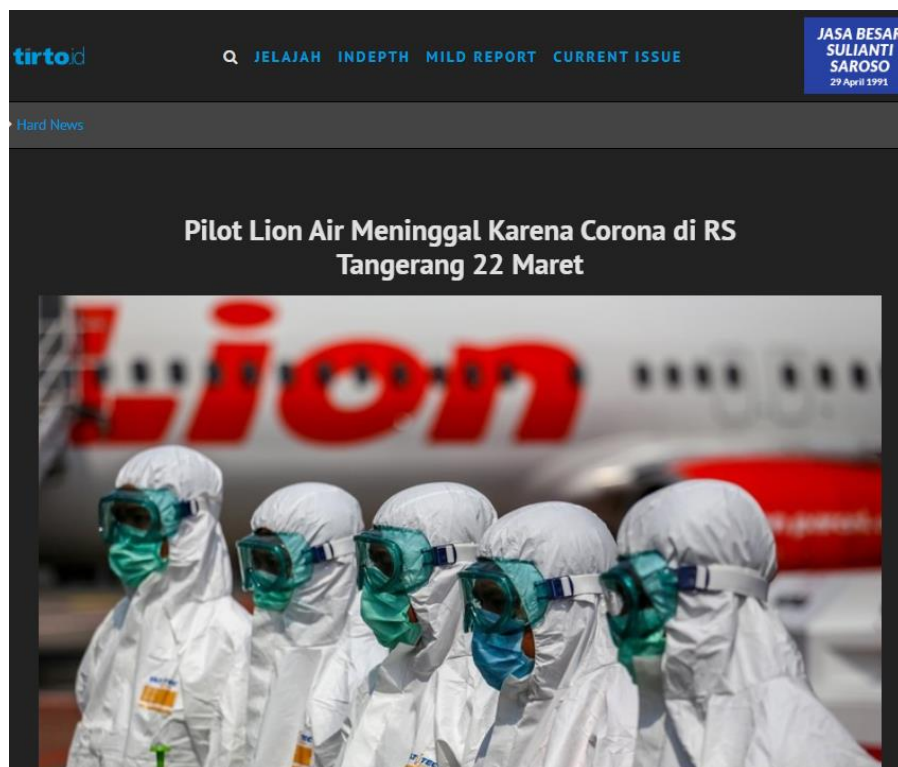 tirto.id
JELAJAH INDEPTH MILD REPORT CURRENT ISSUE
JASA BESAR
SULIANTI
SAROSO
29 April 1991
Hard News
Pilot Lion Air Meninggal Karena Corona di RS
Tangerang 22 Maret
Lion